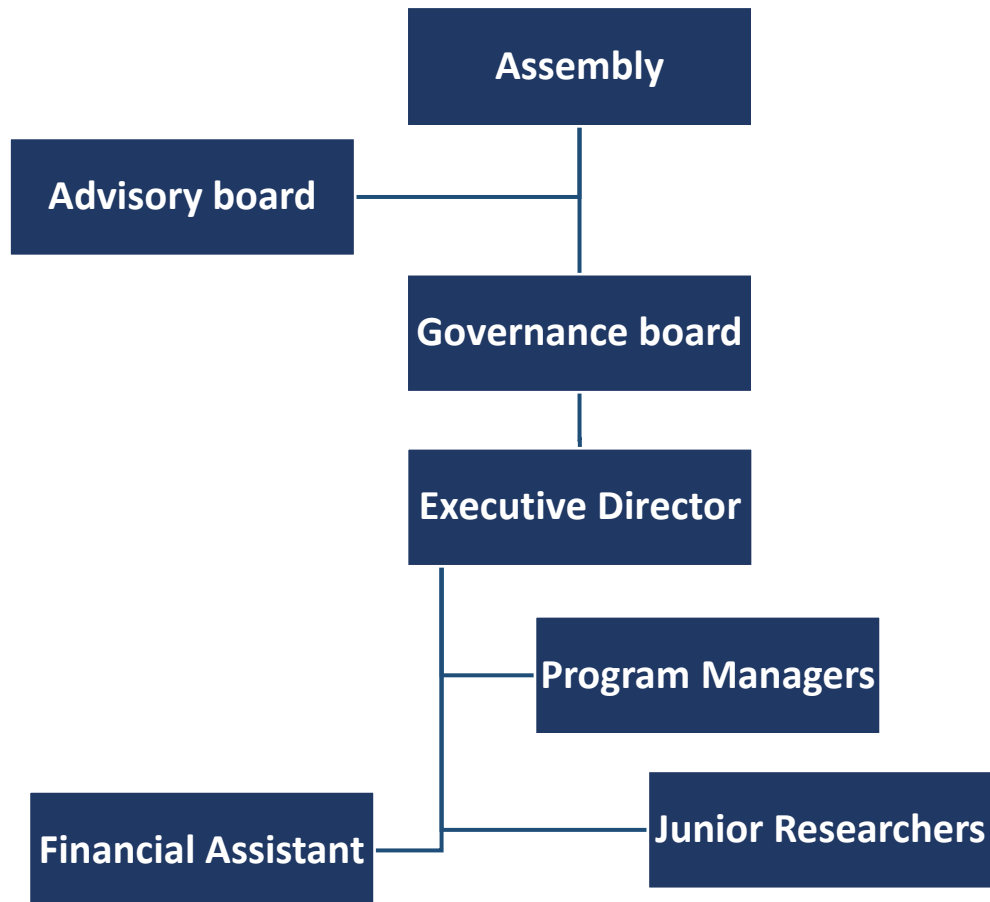 Assembly
Advisory board
Governance board
Executive Director
Program Managers
Junior Researchers
Financial Assistant